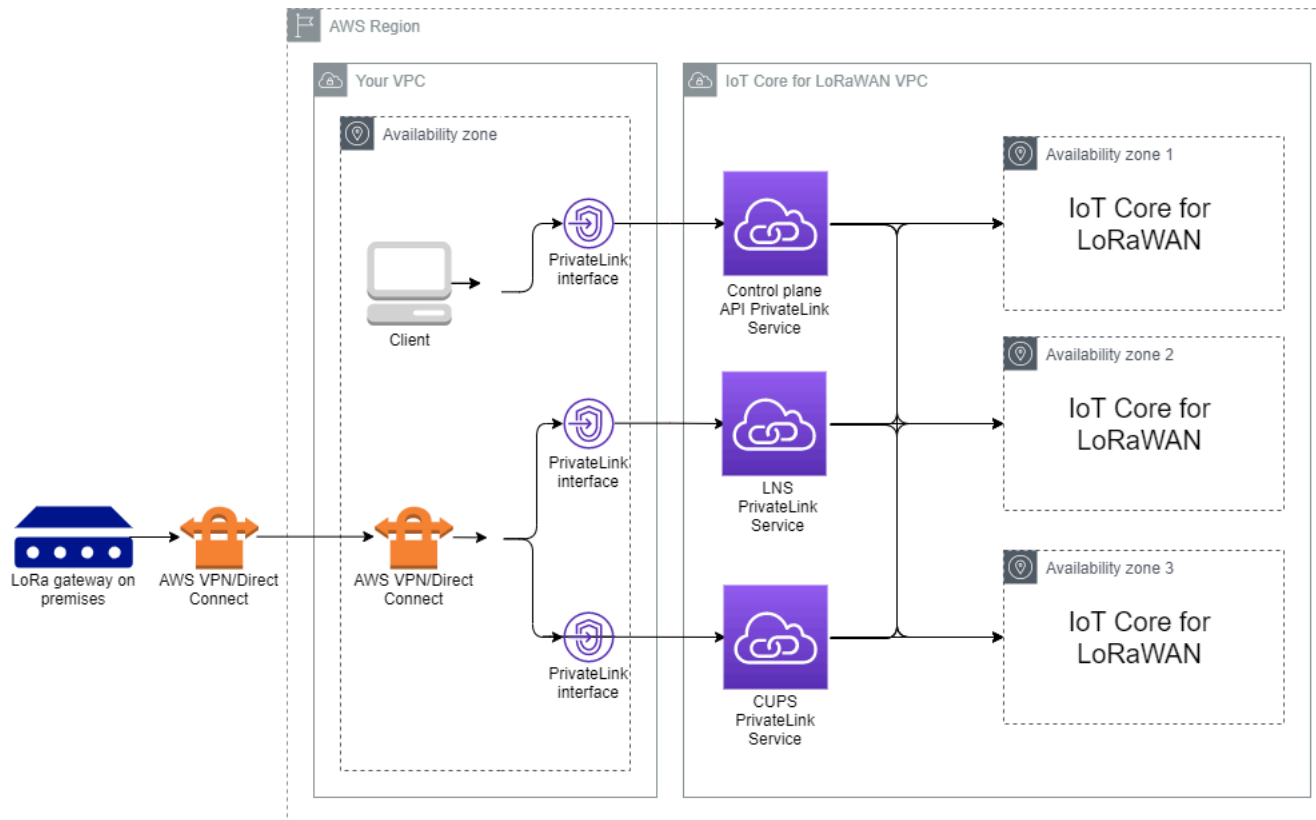 AWS Region
Your VPC
IoT Core for LoRaWAN VPC
Availability zone
Availability zone 1
IoT Core for
LoRaWAN
PrivateLink
interface
Client
Control plane
API PrivateLink
Service
Availability zone 2
IoT Core for
LoRaWAN
PrivateLink
interface
LNS
PrivateLink
Service
LoRa gateway on
premises
AWS VPN/Direct
Connect
AWS VPN/Direct
Connect
Availability zone 3
IoT Core for
LoRaWAN
PrivateLink
interface
CUPS
PrivateLink
Service